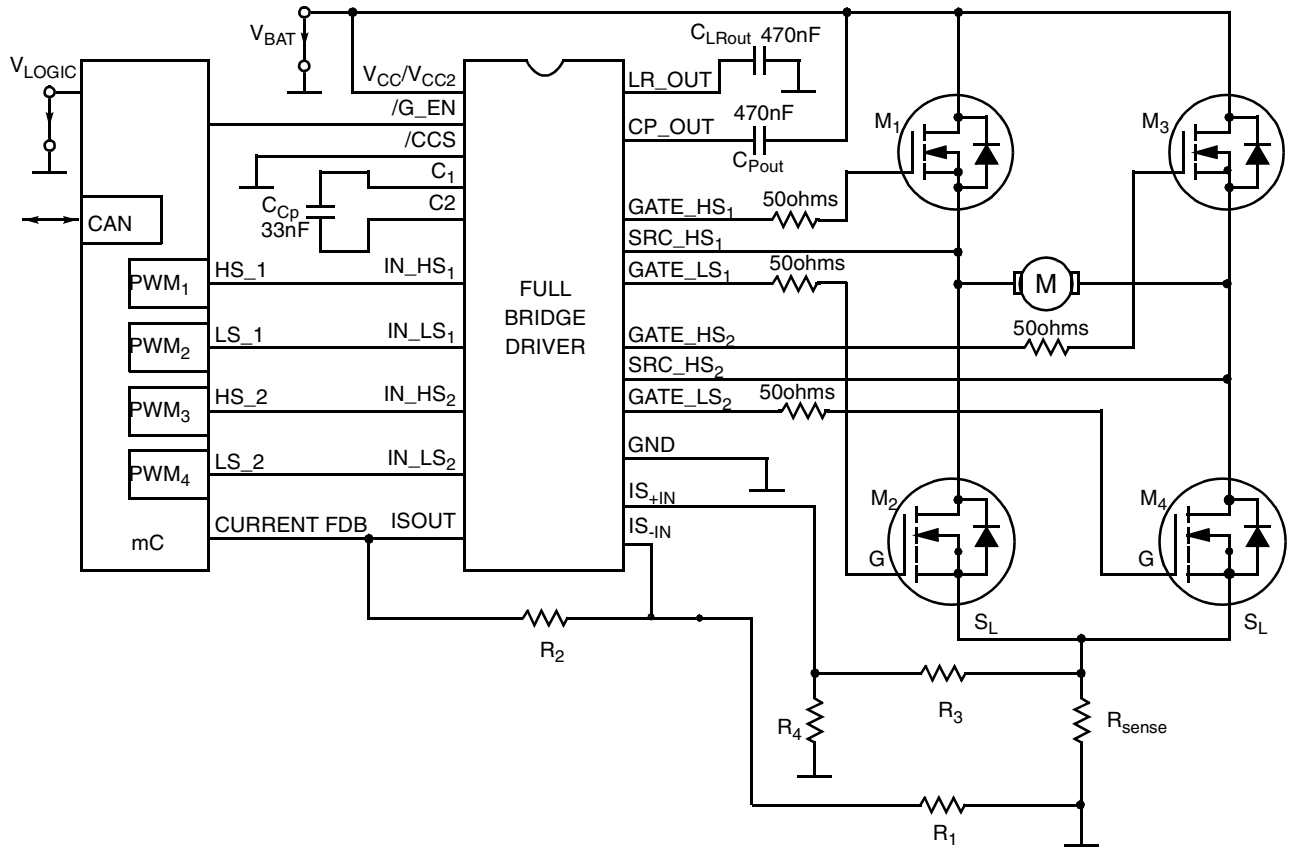 V_BAT
C_LRout 470nF
V_LOGIC
V_CC/V_CC2
LR_OUT
/G_EN
470nF
M_1
M_3
CP_OUT
/CCS
C_Pout
C_1
C_Cp
33nF
C2
CAN
GATE_HS_1
50ohms
SRC_HS_1
PWM_1
HS_1
IN_HS_1
GATE_LS_1
50ohms
M
FULL
BRIDGE
DRIVER
PWM_2
LS_1
IN_LS_1
GATE_HS_2
50ohms
SRC_HS_2
PWM_3
HS_2
IN_HS_2
GATE_LS_2
50ohms
GND
PWM_4
LS_2
IN_LS_2
IS_+IN
M_2
M_4
CURRENT FDB
ISOUT
IS_-IN
mC
G
G
S_L
S_L
R_2
R_3
R_4
R_sense
R_1